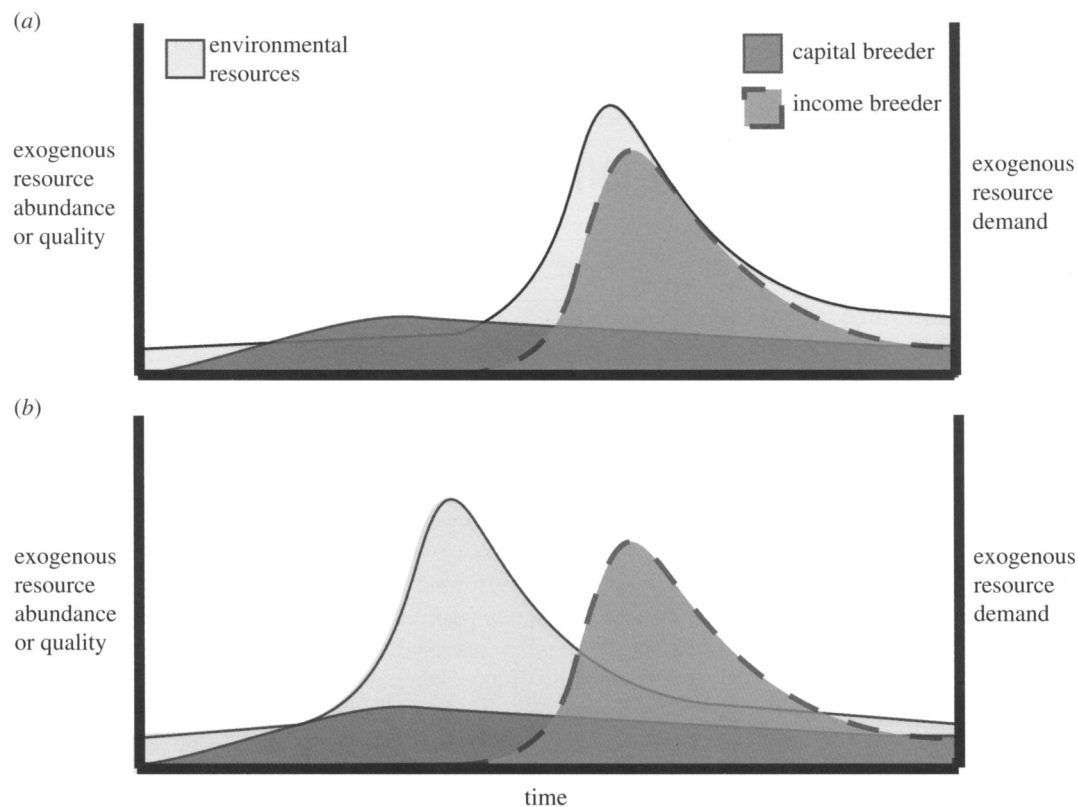 (a)
environmental
resources
capital breeder
income breeder
exogenous
resource
abundance
or quality
exogenous
resource
demand
(b)
exogenous
resource
abundance
or quality
exogenous
resource
demand
time